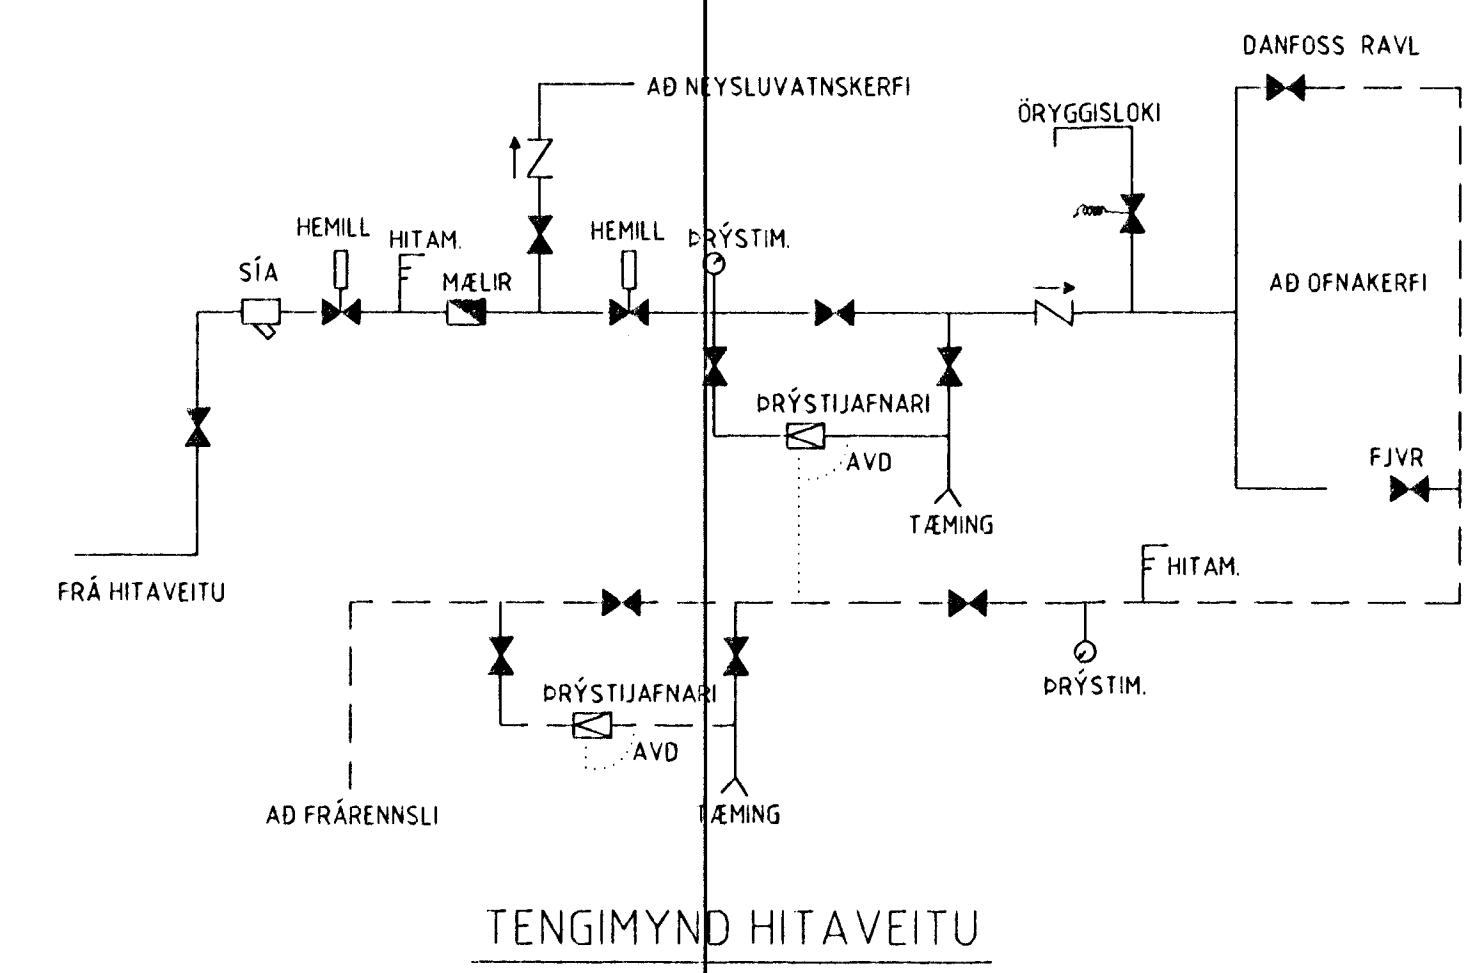 DANFOSS RAVL
AÐ NEYSLUVATNSKERFI
ÖRYGGISLOKI
HEMILL
HITAM.
HEMILL
ÞRÝSTIM.
SÍA
MÆLIR
AÐ OFNAKERFI
ÞRÝSTIJAFNARI
AVD
FJVR
TÆMING
HITAM.
FRÁ HITAVEITU
ÞRÝSTIJAFNARI
ÞRÝSTIM.
AVD
AÐ FRÁRENNSLI
TÆMING
TENGIMYND HITAVEITU